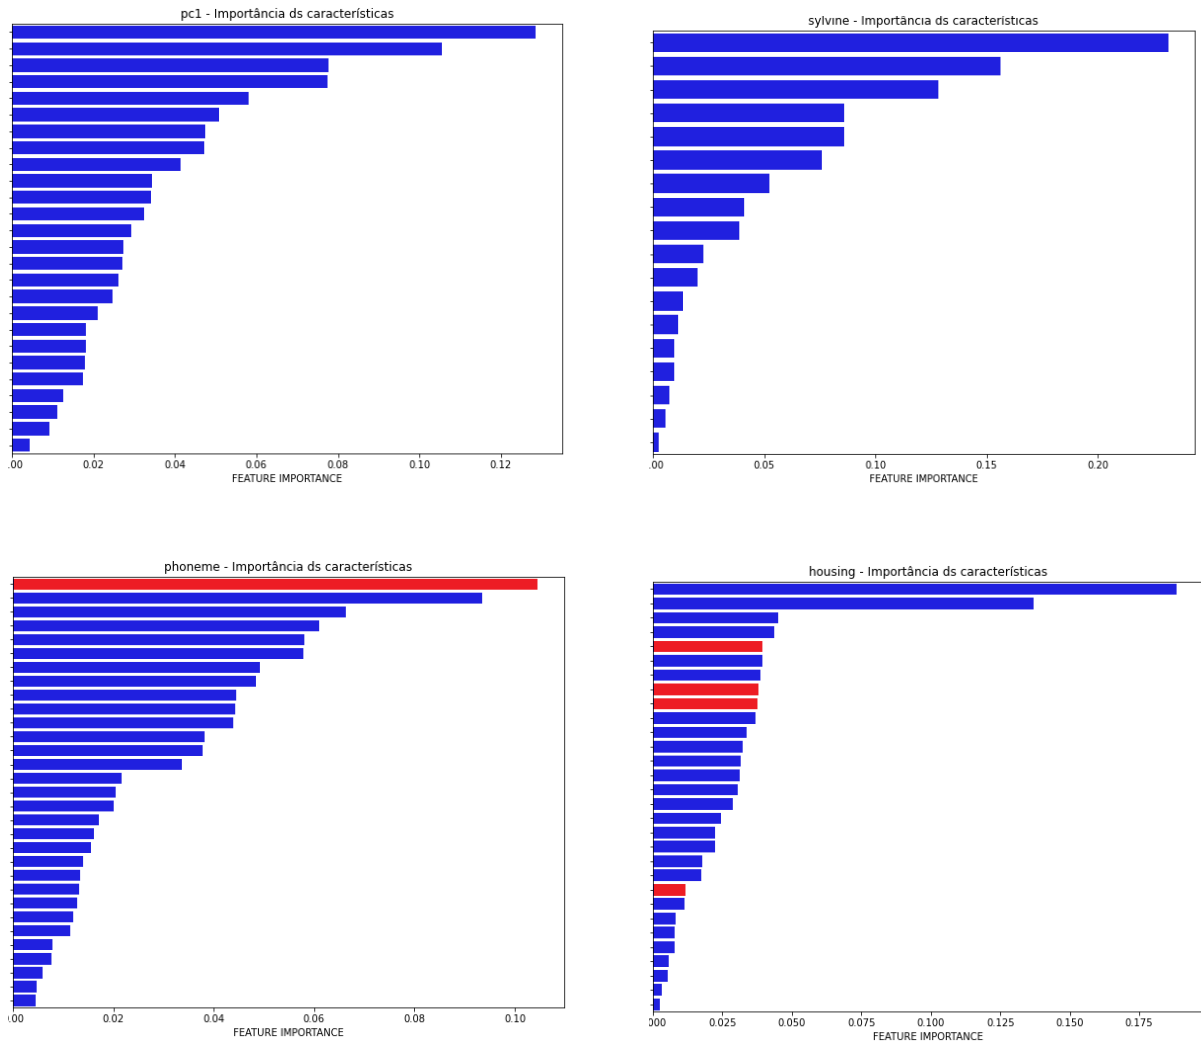 pc1 - Importância ds características
.00 0.02 0.04 0.06 0.08 0.10 0.12
FEATURE IMPORTANCE
sylvine - Importância ds características
.00 0.05 0.10 0.15 0.20
FEATURE IMPORTANCE
phoneme - Importância ds características
0.00 0.02 0.04 0.06 0.08 0.10
FEATURE IMPORTANCE
housing - Importância ds características
.000 0.025 0.050 0.075 0.100 0.125 0.150 0.175
FEATURE IMPORTANCE